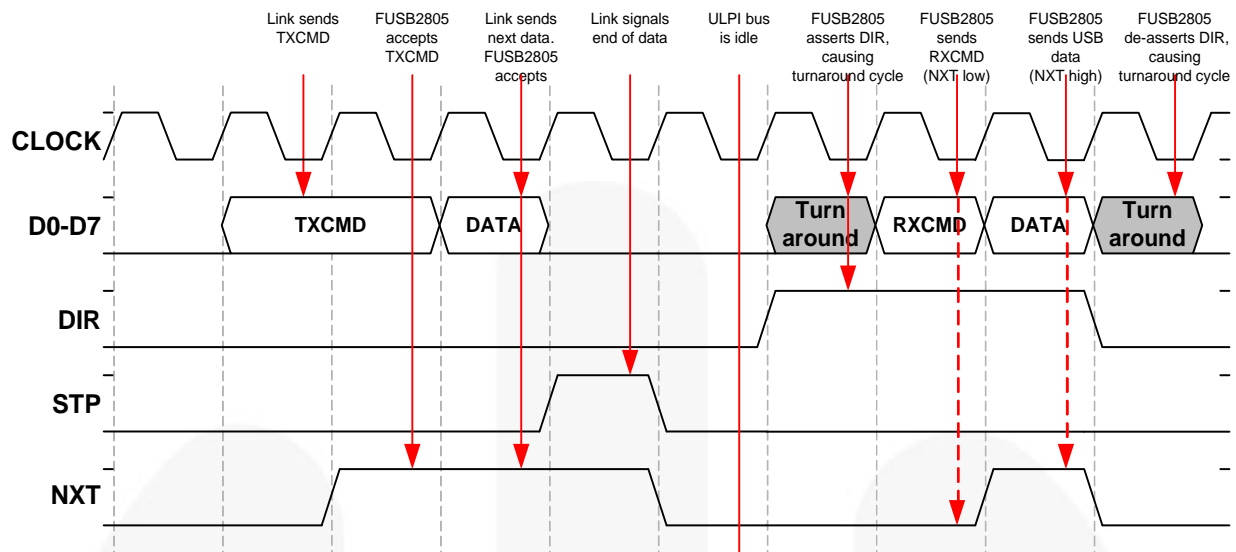 Link sends
TXCMD
FUSB2805
accepts
TXCMD
Link sends
next data.
FUSB2805
accepts
Link signals
end of data
ULPI bus
is idle
FUSB2805
asserts DIR,
causing
turnaround cycle
FUSB2805
sends
RXCMD
(NXT low)
FUSB2805
sends USB
data
(NXT high)
FUSB2805
de-asserts DIR,
causing
turnaround cycle
CLOCK
D0-D7
TXCMD
DATA
Turn
around
RXCMD
DATA
Turn
around
DIR
STP
NXT